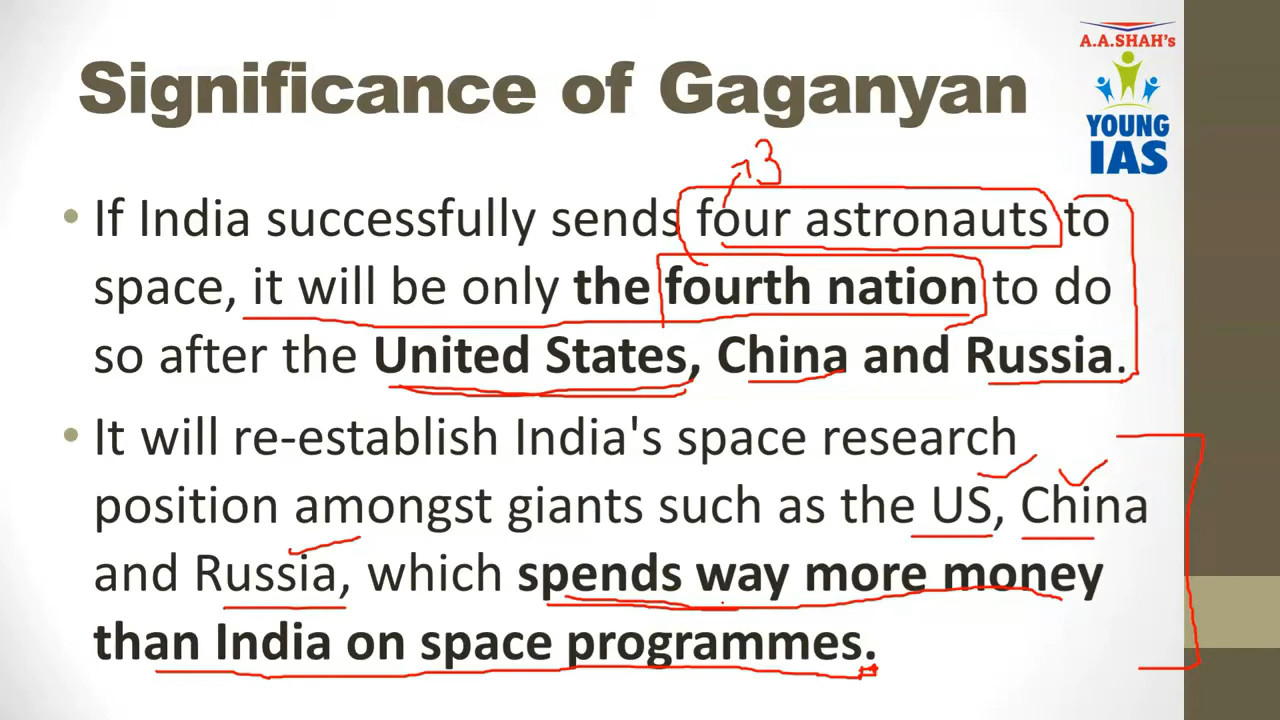 A.A.SHAH's
YOUNG
IAS
Significance of Gaganyan
3
• If India successfully sends four astronauts to
space, it will be only the fourth nation to do
so after the United States, China and Russia.
• It will re-establish India's space research
position amongst giants such as the US, China
and Russia, which spends way more money
than India on space programmes.